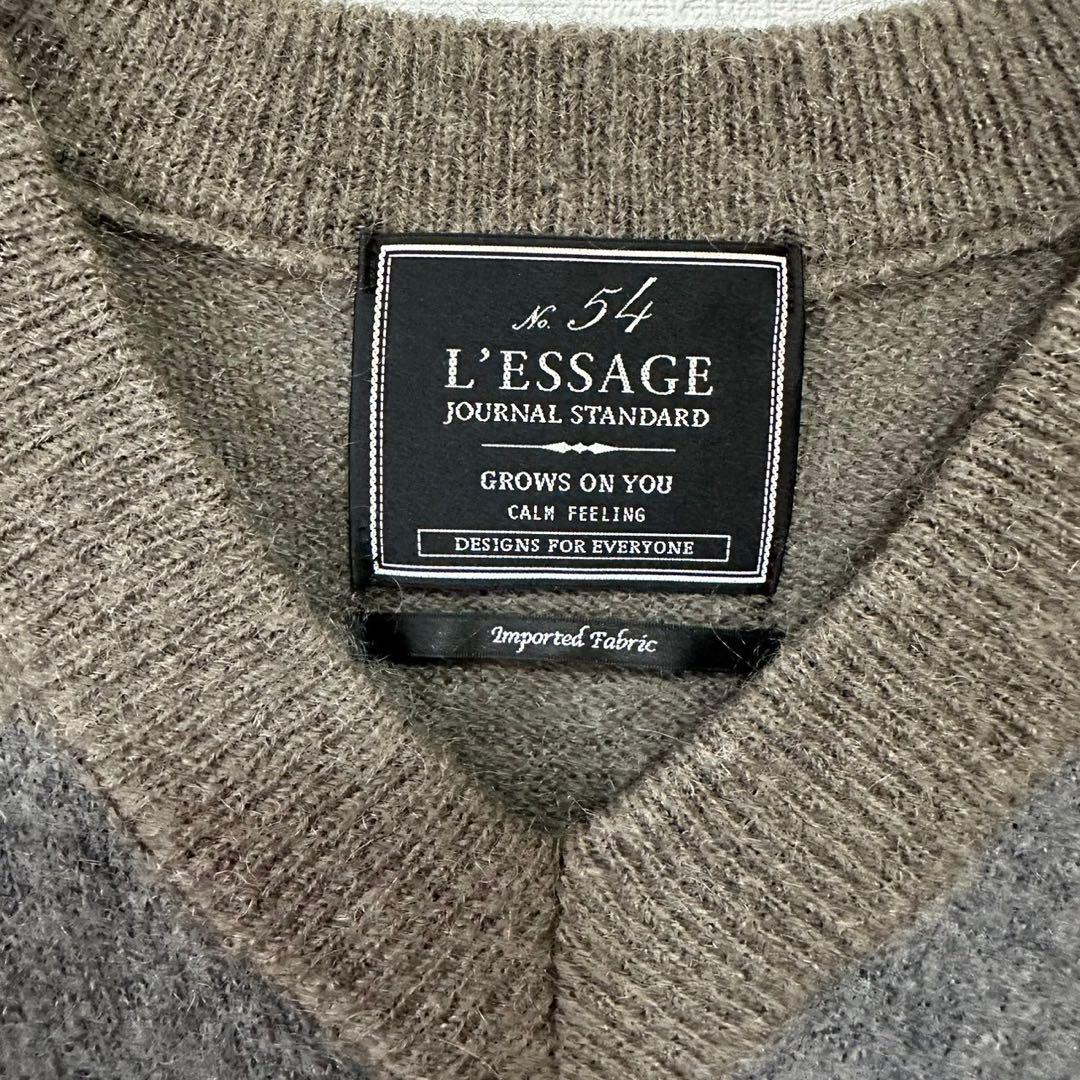 No. 54
L'ESSAGE
JOURNAL STANDARD
GROWS ON YOU
CALM FEELING
DESIGNS FOR EVERYONE
Imported Fabric